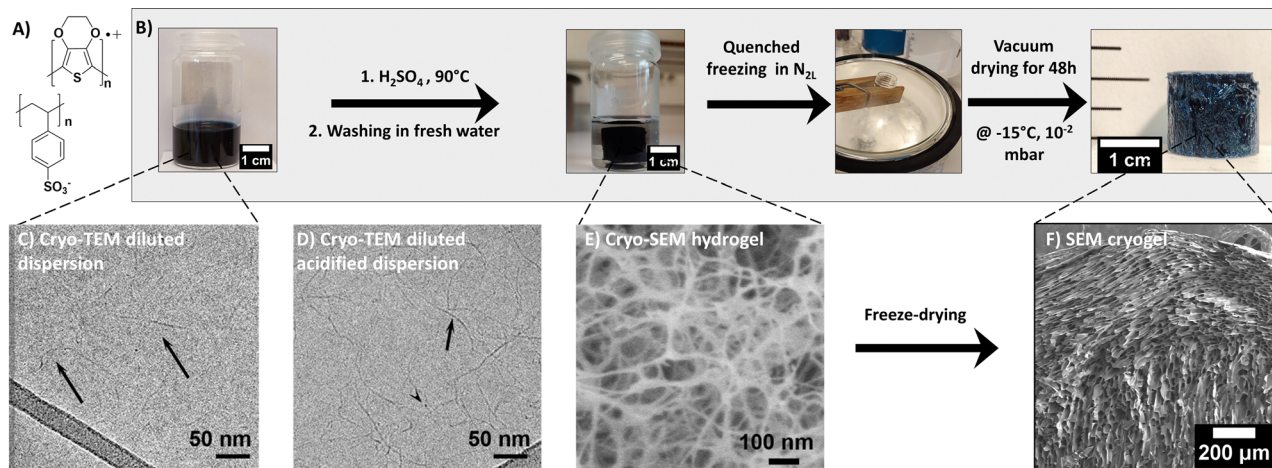 A)
O O
•+
S
n
n
SO₃⁻
B)
1 cm
1. H₂SO₄ , 90°C
2. Washing in fresh water
1 cm
Quenched
freezing in N₂L
Vacuum
drying for 48h
@ -15°C, 10⁻²
mbar
1 cm
C) Cryo-TEM diluted
dispersion
50 nm
D) Cryo-TEM diluted
acidified dispersion
50 nm
E) Cryo-SEM hydrogel
100 nm
Freeze-drying
F) SEM cryogel
200 µm